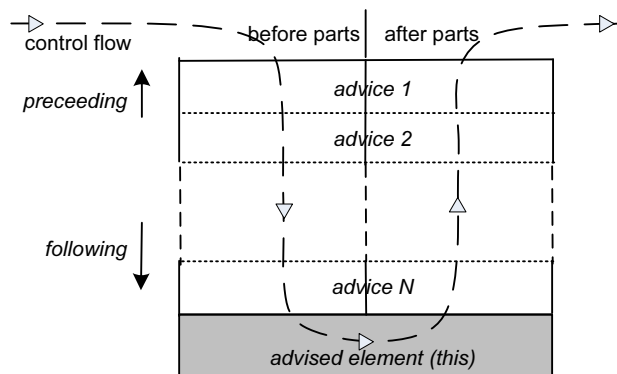 before parts
after parts
control flow
advice 1
preceeding
advice 2
following
advice N
advised element (this)